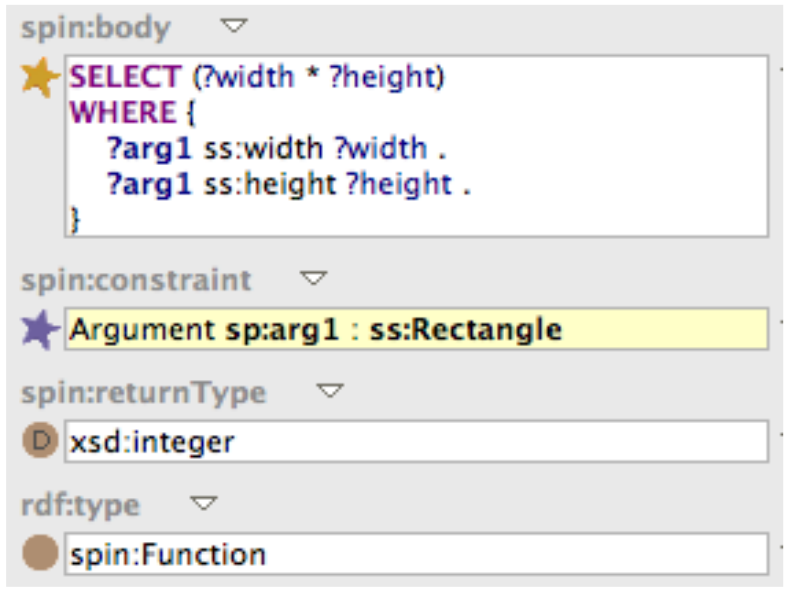 spin:body
SELECT (?width * ?height)
WHERE {
?arg1 ss:width ?width .
?arg1 ss:height ?height .
}
spin:constraint
Argument sp:arg1 : ss:Rectangle
spin:returnType
D xsd:integer
rdf:type
spin:Function